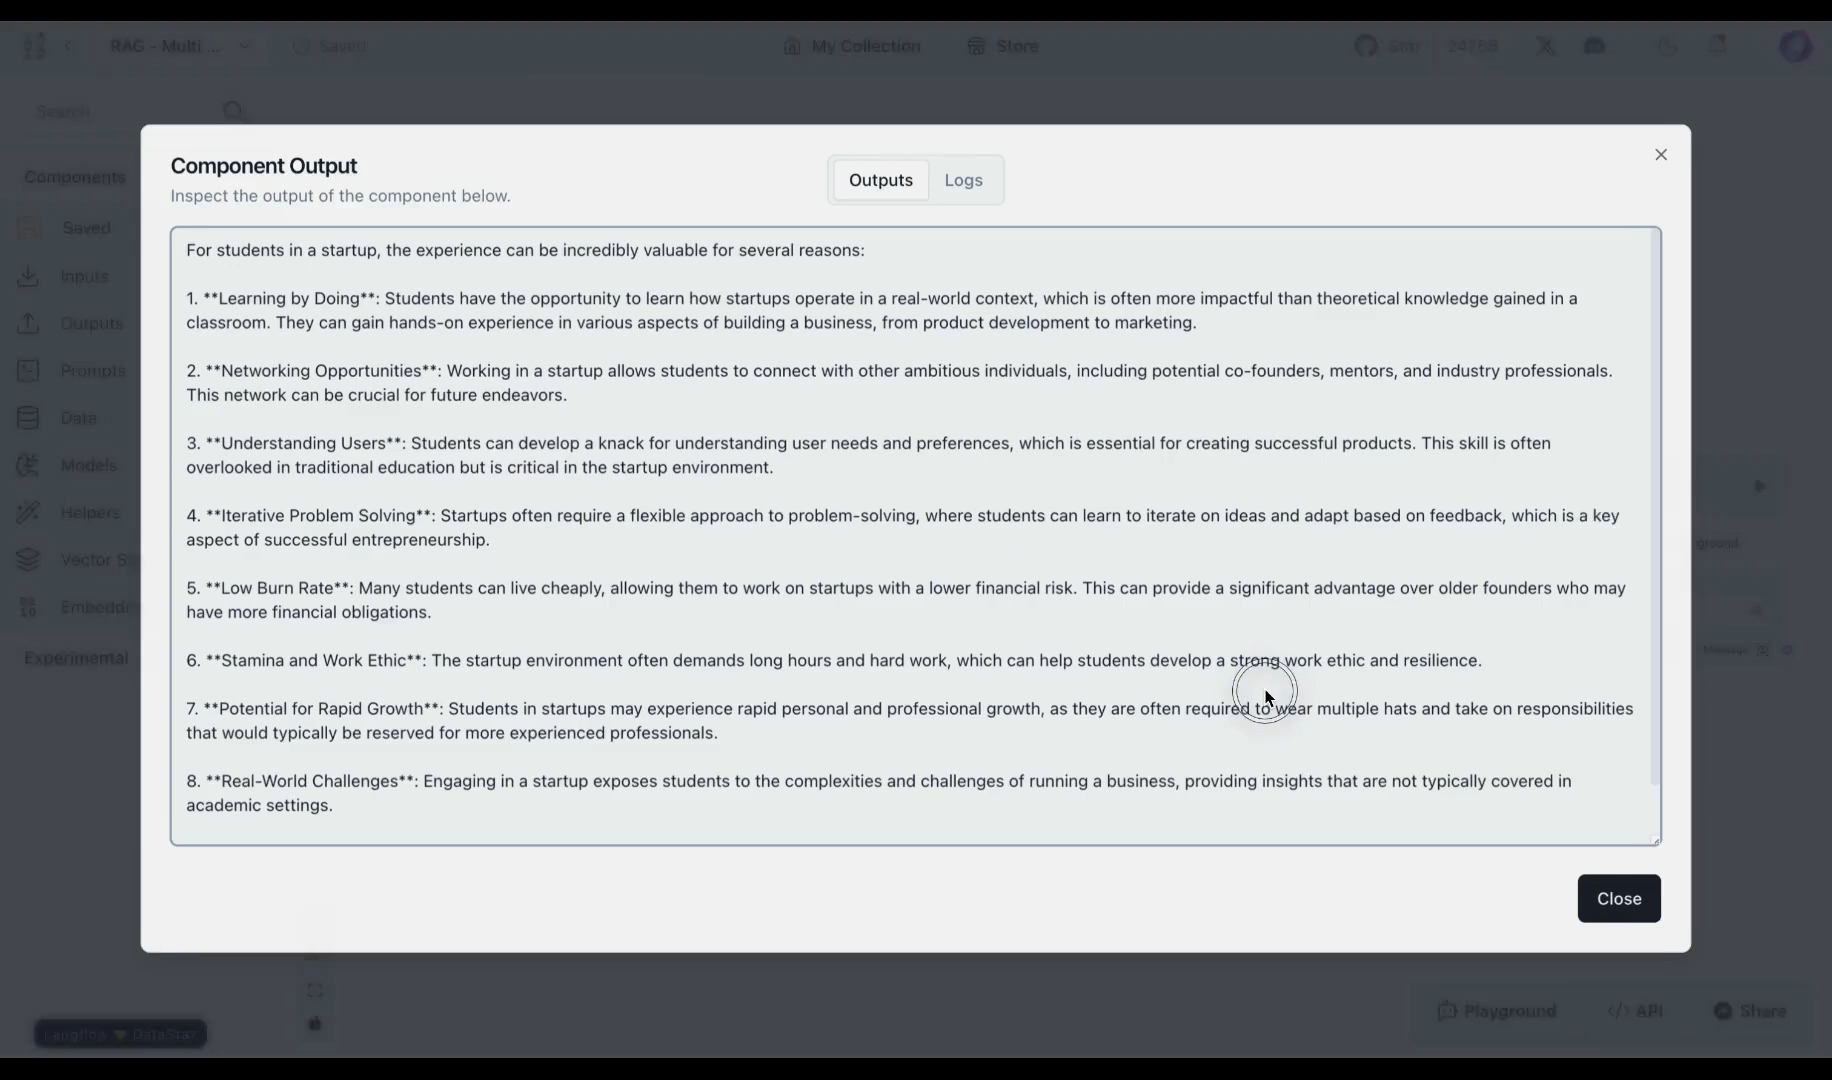 RAG - Multi ...
Saved
My Collection
Store
Star
Search
Component Output
Inspect the output of the component below.
Outputs
Logs
Components
Saved
Inputs
Outputs
Prompts
Data
Models
Helpers
Vector
Experimental
For students in a startup, the experience can be incredibly valuable for several reasons:
1. **Learning by Doing**: Students have the opportunity to learn how startups operate in a real-world context, which is often more impactful than theoretical knowledge gained in a
classroom. They can gain hands-on experience in various aspects of building a business, from product development to marketing.
2. **Networking Opportunities**: Working in a startup allows students to connect with other ambitious individuals, including potential co-founders, mentors, and industry professionals.
This network can be crucial for future endeavors.
3. **Understanding Users**: Students can develop a knack for understanding user needs and preferences, which is essential for creating successful products. This skill is often
overlooked in traditional education but is critical in the startup environment.
4. **Iterative Problem Solving**: Startups often require a flexible approach to problem-solving, where students can learn to iterate on ideas and adapt based on feedback, which is a key
aspect of successful entrepreneurship.
5. **Low Burn Rate**: Many students can live cheaply, allowing them to work on startups with a lower financial risk. This can provide a significant advantage over older founders who may
have more financial obligations.
6. **Stamina and Work Ethic**: The startup environment often demands long hours and hard work, which can help students develop a strong work ethic and resilience.
7. **Potential for Rapid Growth**: Students in startups may experience rapid personal and professional growth, as they are often required to wear multiple hats and take on responsibilities
that would typically be reserved for more experienced professionals.
8. **Real-World Challenges**: Engaging in a startup exposes students to the complexities and challenges of running a business, providing insights that are not typically covered in
academic settings.
Close
Message
Langflow DataStax
Playground
API
Share